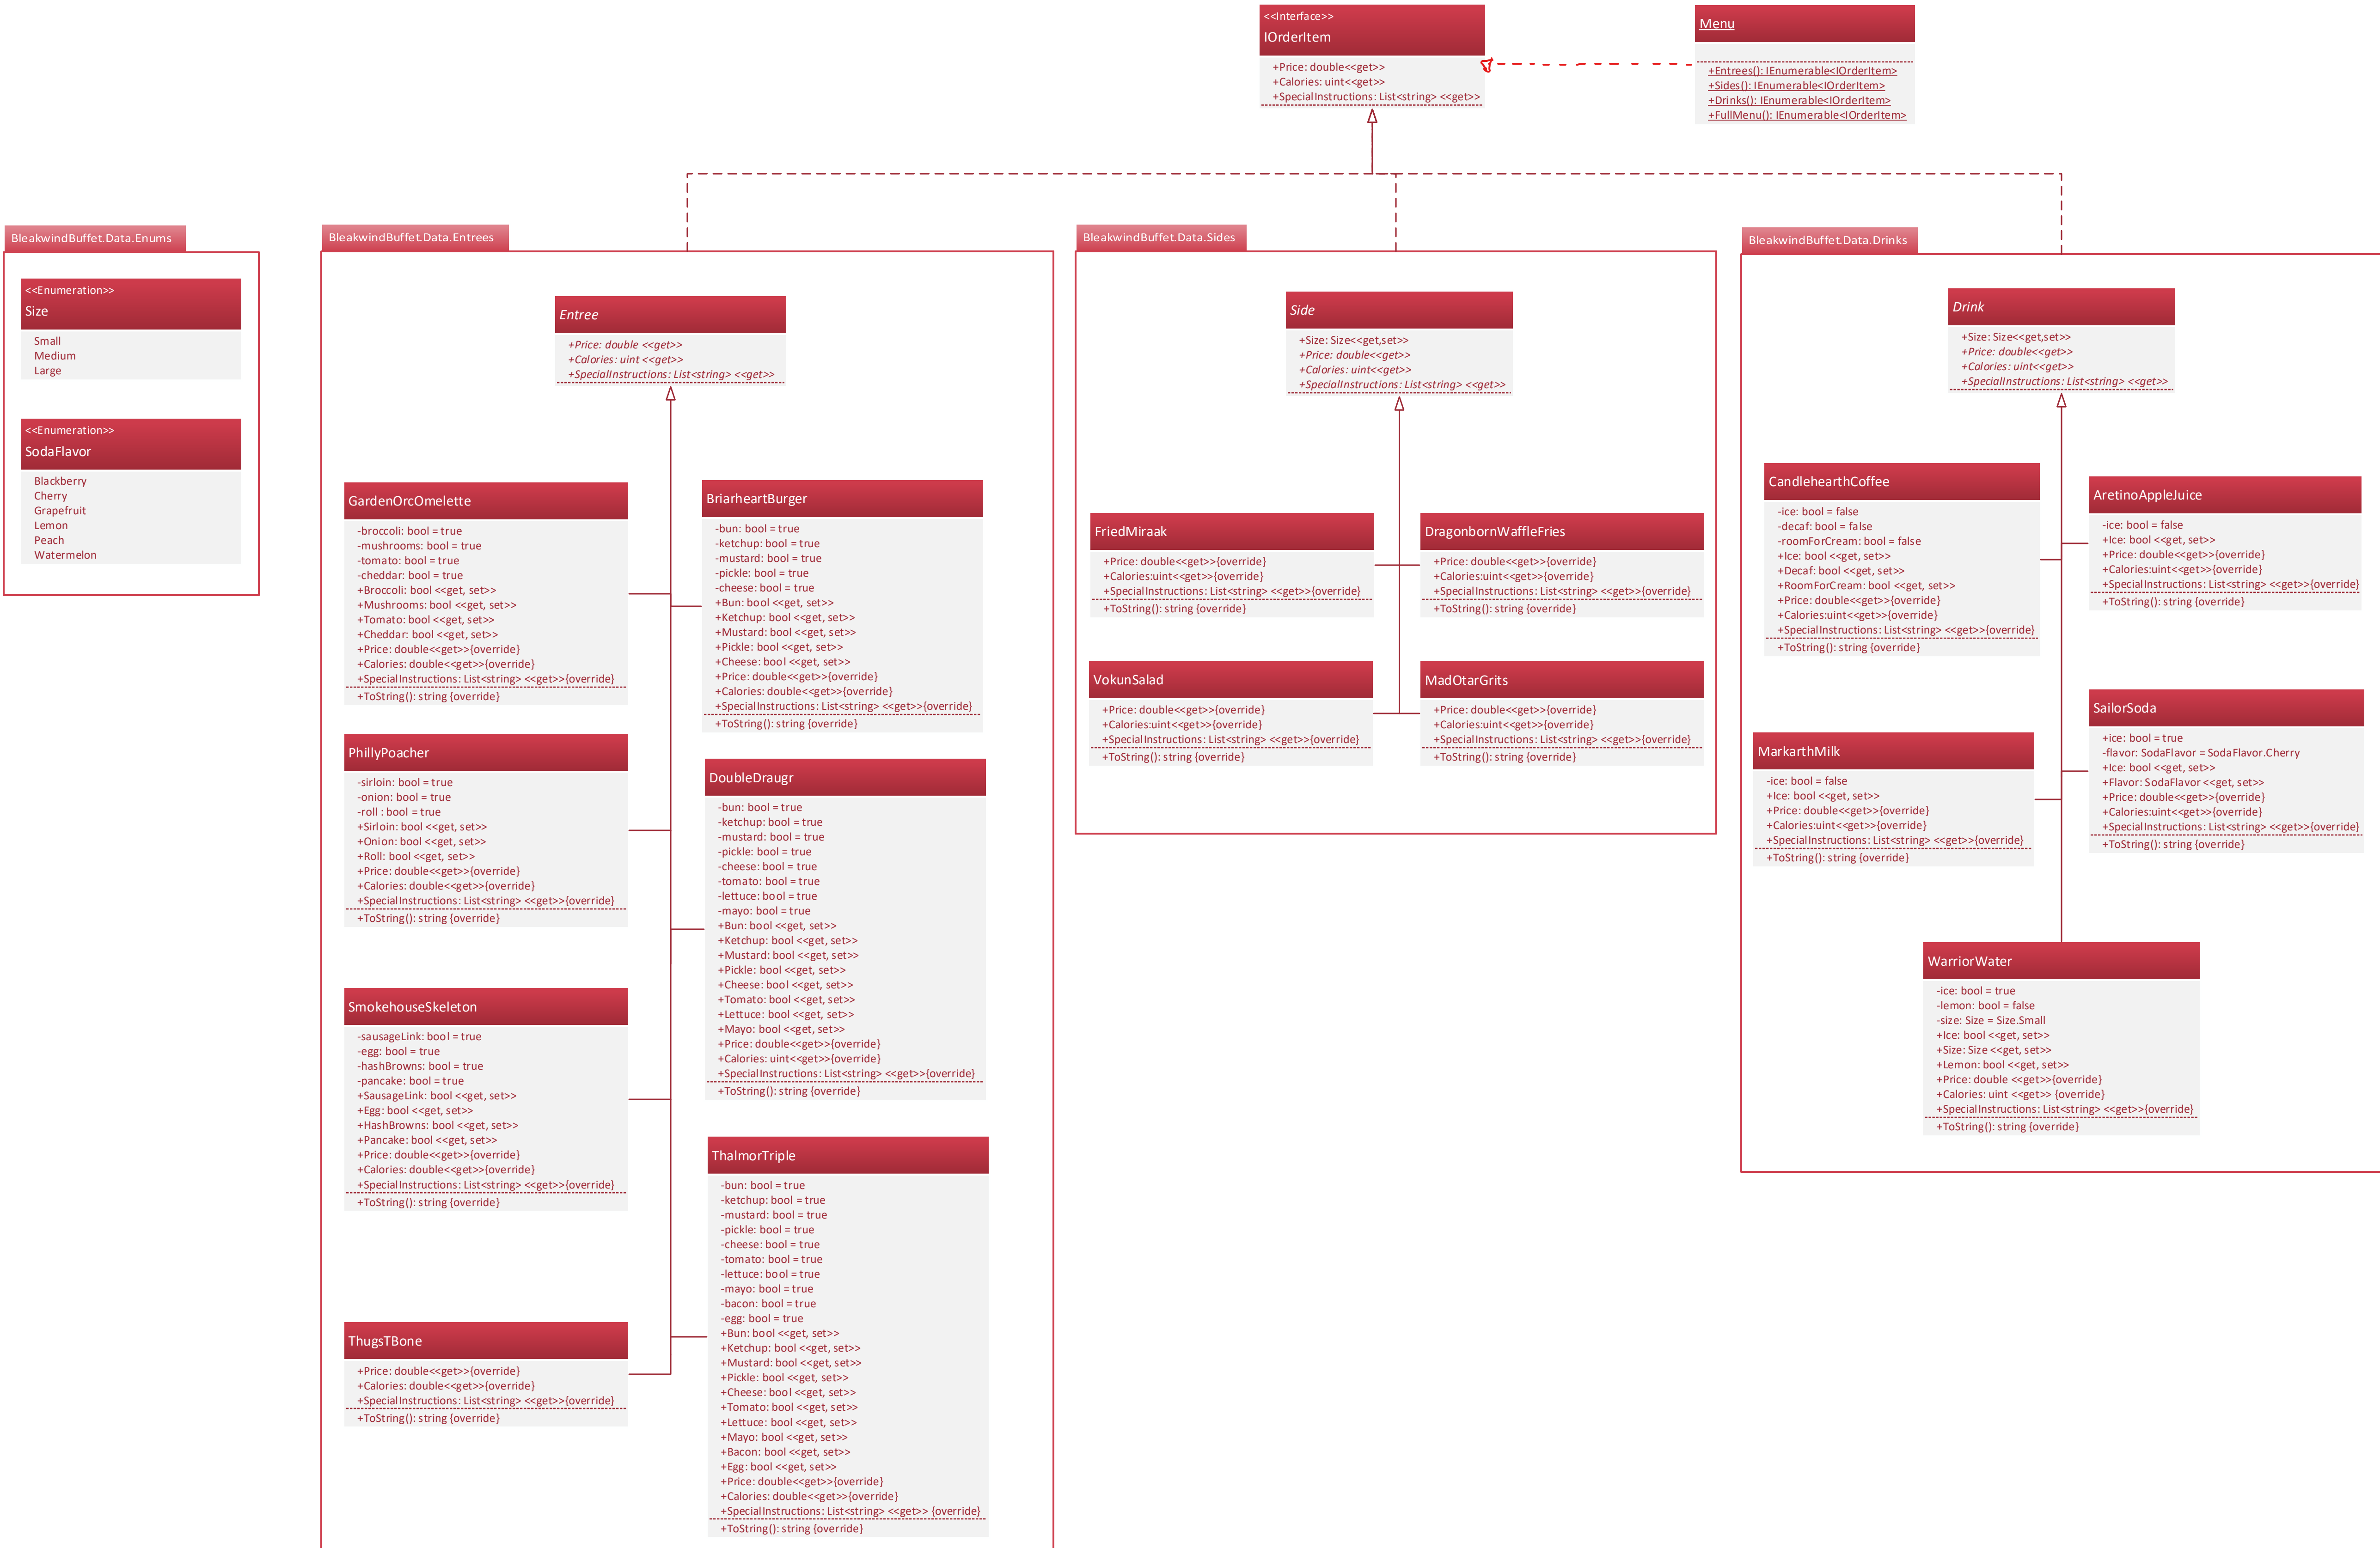 <<Interface>>
IOrderItem
+Price: double<<get>>
+Calories: uint<<get>>
+SpecialInstructions: List<string> <<get>>
Menu
+Entrees(): IEnumerable<IOrderItem>
+Sides(): IEnumerable<IOrderItem>
+Drinks(): IEnumerable<IOrderItem>
+FullMenu(): IEnumerable<IOrderItem>
BleakwindBuffet.Data.Enums
<<Enumeration>>
Size
Small
Medium
Large
<<Enumeration>>
SodaFlavor
Blackberry
Cherry
Grapefruit
Lemon
Peach
Watermelon
BleakwindBuffet.Data.Entrees
Entree
+Price: double <<get>>
+Calories: uint <<get>>
+SpecialInstructions: List<string> <<get>>
GardenOrcOmelette
-broccoli: bool = true
-mushrooms: bool = true
-tomato: bool = true
-cheddar: bool = true
+Broccoli: bool <<get, set>>
+Mushrooms: bool <<get, set>>
+Tomato: bool <<get, set>>
+Cheddar: bool <<get, set>>
+Price: double<<get>>{override}
+Calories: double<<get>>{override}
+SpecialInstructions: List<string> <<get>>{override}
+ToString(): string {override}
PhillyPoacher
-sirloin: bool = true
-onion: bool = true
-roll : bool = true
+Sirloin: bool <<get, set>>
+Onion: bool <<get, set>>
+Roll: bool <<get, set>>
+Price: double<<get>>{override}
+Calories: double<<get>>{override}
+SpecialInstructions: List<string> <<get>>{override}
+ToString(): string {override}
SmokehouseSkeleton
-sausageLink: bool = true
-egg: bool = true
-hashBrowns: bool = true
-pancake: bool = true
+SausageLink: bool <<get, set>>
+Egg: bool <<get, set>>
+HashBrowns: bool <<get, set>>
+Pancake: bool <<get, set>>
+Price: double<<get>>{override}
+Calories: double<<get>>{override}
+SpecialInstructions: List<string> <<get>>{override}
+ToString(): string {override}
ThugsTBone
+Price: double<<get>>{override}
+Calories: double<<get>>{override}
+SpecialInstructions: List<string> <<get>>{override}
+ToString(): string {override}
BriarheartBurger
-bun: bool = true
-ketchup: bool = true
-mustard: bool = true
-pickle: bool = true
-cheese: bool = true
+Bun: bool <<get, set>>
+Ketchup: bool <<get, set>>
+Mustard: bool <<get, set>>
+Pickle: bool <<get, set>>
+Cheese: bool <<get, set>>
+Price: double<<get>>{override}
+Calories: double<<get>>{override}
+SpecialInstructions: List<string> <<get>>{override}
+ToString(): string {override}
DoubleDraugr
-bun: bool = true
-ketchup: bool = true
-mustard: bool = true
-pickle: bool = true
-cheese: bool = true
-tomato: bool = true
-lettuce: bool = true
-mayo: bool = true
+Bun: bool <<get, set>>
+Ketchup: bool <<get, set>>
+Mustard: bool <<get, set>>
+Pickle: bool <<get, set>>
+Cheese: bool <<get, set>>
+Tomato: bool <<get, set>>
+Lettuce: bool <<get, set>>
+Mayo: bool <<get, set>>
+Price: double<<get>>{override}
+Calories: uint<<get>>{override}
+SpecialInstructions: List<string> <<get>>{override}
+ToString(): string {override}
ThalmorTriple
-bun: bool = true
-ketchup: bool = true
-mustard: bool = true
-pickle: bool = true
-cheese: bool = true
-tomato: bool = true
-lettuce: bool = true
-mayo: bool = true
-bacon: bool = true
-egg: bool = true
+Bun: bool <<get, set>>
+Ketchup: bool <<get, set>>
+Mustard: bool <<get, set>>
+Pickle: bool <<get, set>>
+Cheese: bool <<get, set>>
+Tomato: bool <<get, set>>
+Lettuce: bool <<get, set>>
+Mayo: bool <<get, set>>
+Bacon: bool <<get, set>>
+Egg: bool <<get, set>>
+Price: double<<get>>{override}
+Calories: double<<get>>{override}
+SpecialInstructions: List<string> <<get>> {override}
+ToString(): string {override}
BleakwindBuffet.Data.Sides
Side
+Size: Size<<get,set>>
+Price: double<<get>>
+Calories: uint<<get>>
+SpecialInstructions: List<string> <<get>>
FriedMiraak
+Price: double<<get>>{override}
+Calories:uint<<get>>{override}
+SpecialInstructions: List<string> <<get>>{override}
+ToString(): string {override}
DragonbornWaffleFries
+Price: double<<get>>{override}
+Calories:uint<<get>>{override}
+SpecialInstructions: List<string> <<get>>{override}
+ToString(): string {override}
VokunSalad
+Price: double<<get>>{override}
+Calories:uint<<get>>{override}
+SpecialInstructions: List<string> <<get>>{override}
+ToString(): string {override}
MadOtarGrits
+Price: double<<get>>{override}
+Calories:uint<<get>>{override}
+SpecialInstructions: List<string> <<get>>{override}
+ToString(): string {override}
BleakwindBuffet.Data.Drinks
Drink
+Size: Size<<get,set>>
+Price: double<<get>>
+Calories: uint<<get>>
+SpecialInstructions: List<string> <<get>>
CandlehearthCoffee
-ice: bool = false
-decaf: bool = false
-roomForCream: bool = false
+Ice: bool <<get, set>>
+Decaf: bool <<get, set>>
+RoomForCream: bool <<get, set>>
+Price: double<<get>>{override}
+Calories:uint<<get>>{override}
+SpecialInstructions: List<string> <<get>>{override}
+ToString(): string {override}
AretinoAppleJuice
-ice: bool = false
+Ice: bool <<get, set>>
+Price: double<<get>>{override}
+Calories:uint<<get>>{override}
+SpecialInstructions: List<string> <<get>>{override}
+ToString(): string {override}
MarkarthMilk
-ice: bool = false
+Ice: bool <<get, set>>
+Price: double<<get>>{override}
+Calories:uint<<get>>{override}
+SpecialInstructions: List<string> <<get>>{override}
+ToString(): string {override}
SailorSoda
+ice: bool = true
-flavor: SodaFlavor = SodaFlavor.Cherry
+Ice: bool <<get, set>>
+Flavor: SodaFlavor <<get, set>>
+Price: double<<get>>{override}
+Calories:uint<<get>>{override}
+SpecialInstructions: List<string> <<get>>{override}
+ToString(): string {override}
WarriorWater
-ice: bool = true
-lemon: bool = false
-size: Size = Size.Small
+Ice: bool <<get, set>>
+Size: Size <<get, set>>
+Lemon: bool <<get, set>>
+Price: double <<get>>{override}
+Calories: uint <<get>> {override}
+SpecialInstructions: List<string> <<get>>{override}
+ToString(): string {override}